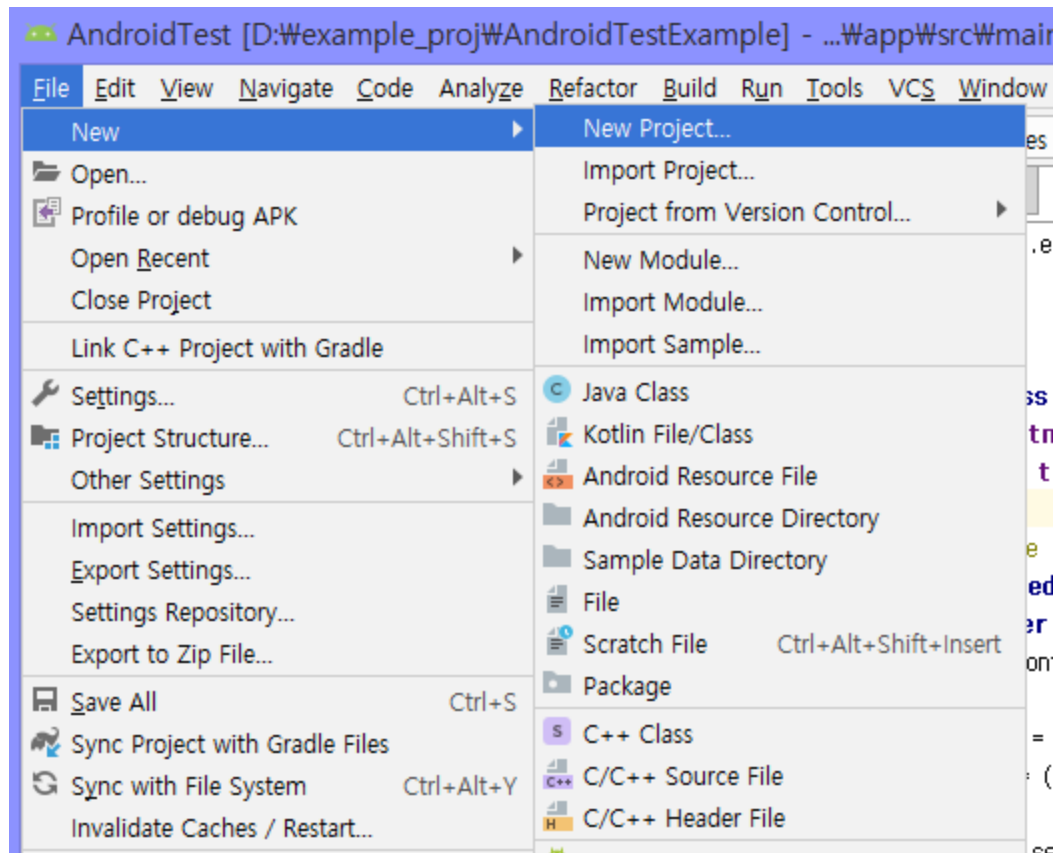 AndroidTest [D:₩example_proj₩AndroidTestExample] - ...₩app₩src₩main
File Edit View Navigate Code Analyze Refactor Build Run Tools VCS Window
New
Open...
Profile or debug APK
Open Recent
Close Project
Link C++ Project with Gradle
Settings... Ctrl+Alt+S
Project Structure... Ctrl+Alt+Shift+S
Other Settings
Import Settings...
Export Settings...
Settings Repository...
Export to Zip File...
Save All Ctrl+S
Sync Project with Gradle Files
Sync with File System Ctrl+Alt+Y
Invalidate Caches / Restart...
New Project...
Import Project...
Project from Version Control...
New Module...
Import Module...
Import Sample...
Java Class
Kotlin File/Class
Android Resource File
Android Resource Directory
Sample Data Directory
File
Scratch File Ctrl+Alt+Shift+Insert
Package
C++ Class
C/C++ Source File
C/C++ Header File